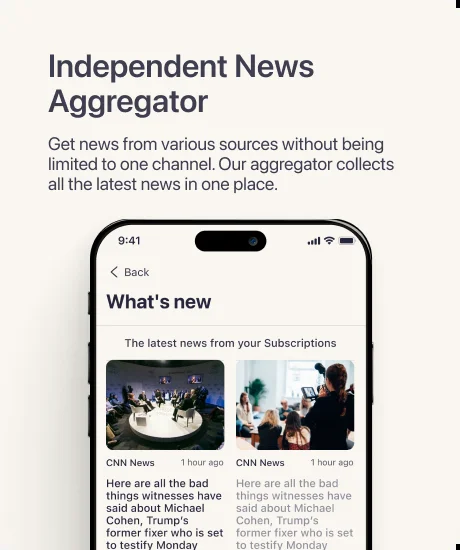 Independent News
Aggregator
Get news from various sources without being
limited to one channel. Our aggregator collects
all the latest news in one place.
9:41
Back
What's new
The latest news from your Subscriptions
CNN News 1 hour ago
Here are all the bad
things witnesses have
said about Michael
Cohen, Trump's
former fixer who is set
to testify Monday
CNN News 1 hour ago
Here are all the bad
things witnesses have
said about Michael
Cohen, Trump's
former fixer who is set
to testify Monday